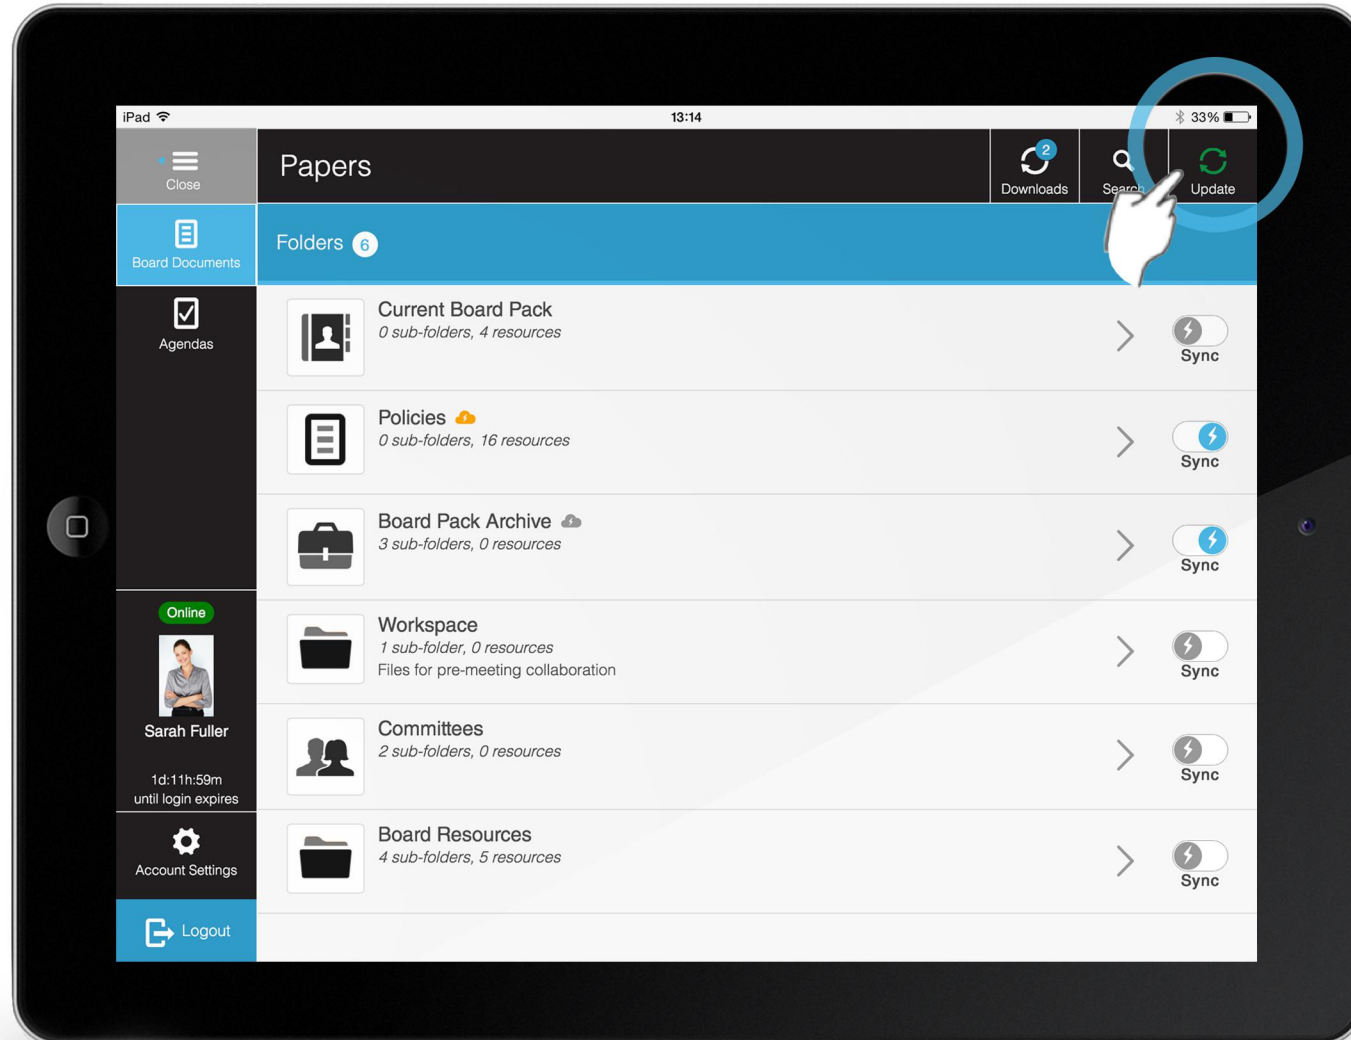 iPad 13:14 33%
Close
Papers
2
Downloads
Search
Update
Board Documents
Folders 6
Agendas
Current Board Pack
0 sub-folders, 4 resources
Sync
Policies
0 sub-folders, 16 resources
Sync
Board Pack Archive
3 sub-folders, 0 resources
Sync
Online
Workspace
1 sub-folder, 0 resources
Files for pre-meeting collaboration
Sync
Sarah Fuller
Committees
2 sub-folders, 0 resources
Sync
1d:11h:59m
until login expires
Board Resources
4 sub-folders, 5 resources
Sync
Account Settings
Logout